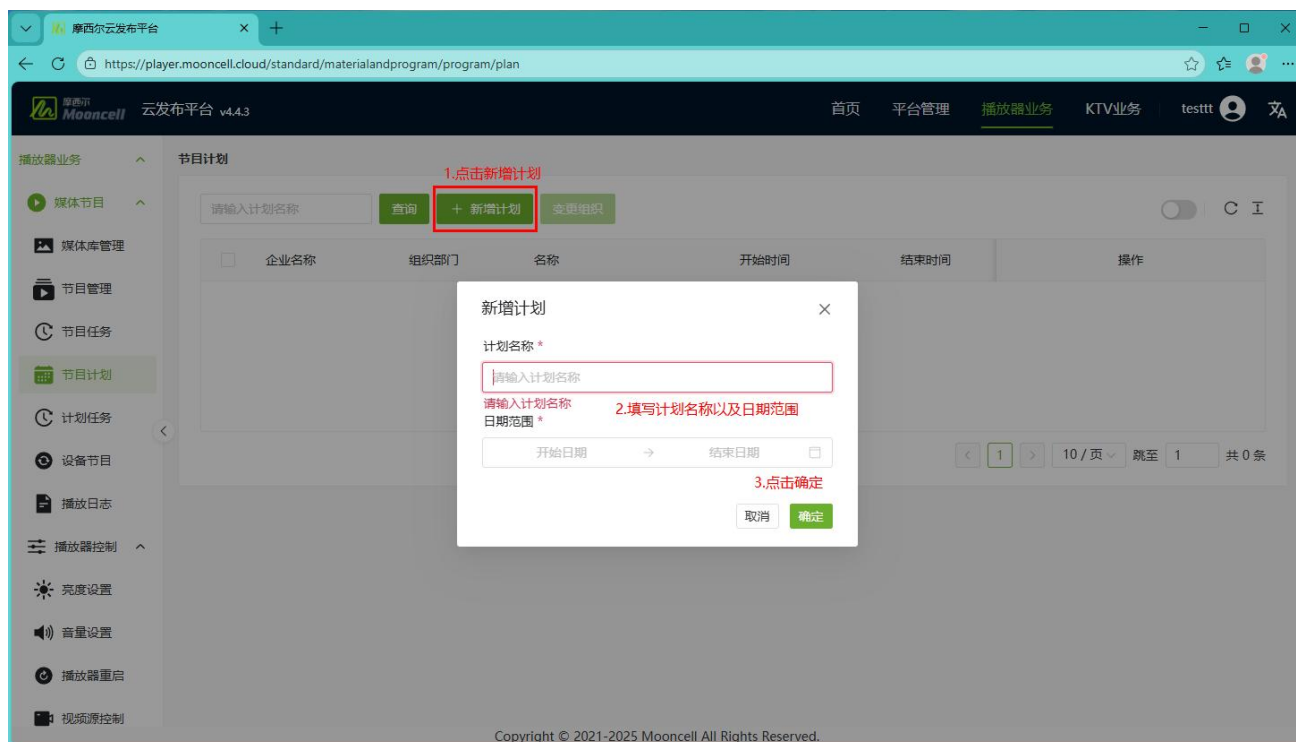 摩西尔云发布平台
https://player.mooncell.cloud/standard/materialandprogram/program/plan
摩西尔 Mooncell 云发布平台 v4.4.3 首页 平台管理 播放器业务 KTV业务 testtt
播放器业务
媒体节目
媒体库管理
节目管理
节目任务
节目计划
计划任务
设备节目
播放日志
播放器控制
亮度设置
音量设置
播放器重启
视频源控制
节目计划
1.点击新增计划
请输入计划名称 查询 + 新增计划 变更组织
企业名称 组织部门 名称 开始时间 结束时间 操作
新增计划
计划名称 *
请输入计划名称
请输入计划名称
2.填写计划名称以及日期范围
日期范围 *
开始日期 → 结束日期
3.点击确定
取消 确定
1 10 / 页 跳至 1 共 0 条
Copyright © 2021-2025 Mooncell All Rights Reserved.